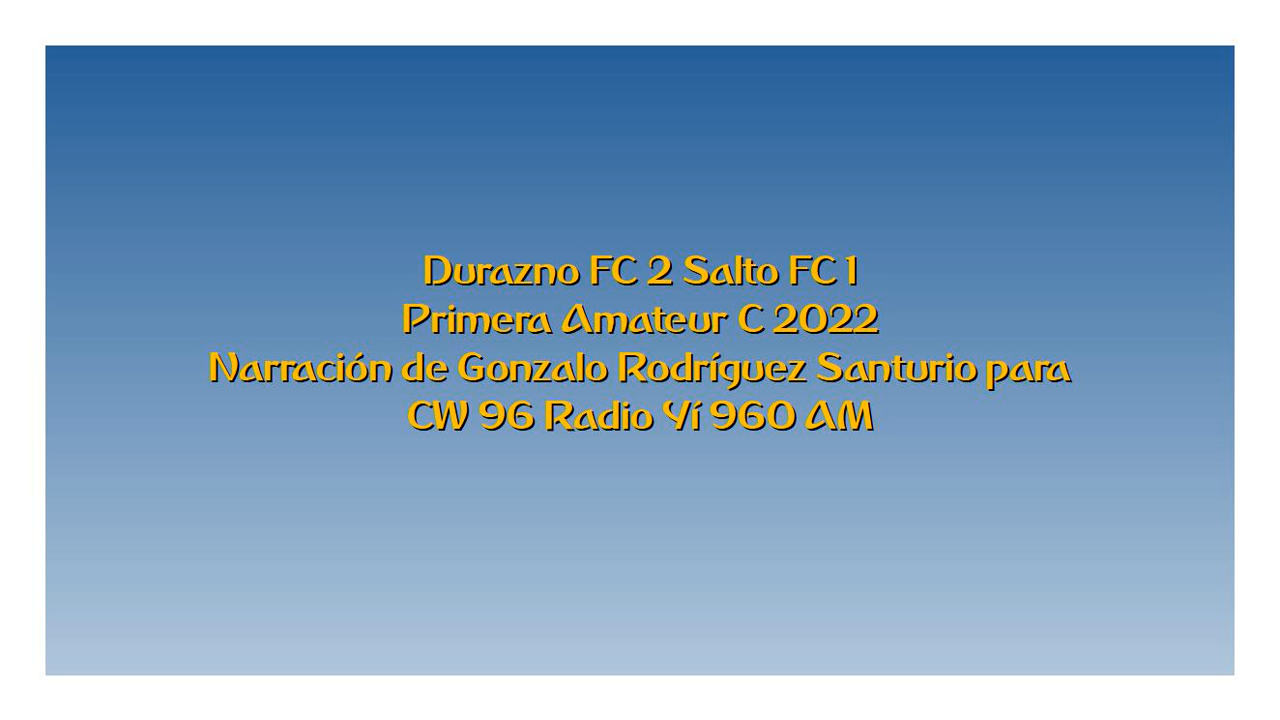 Durazno FC 2 Salto FC 1
Primera Amateur C 2022
Narración de Gonzalo Rodríguez Santurio para
CW 96 Radio Yí 960 AM